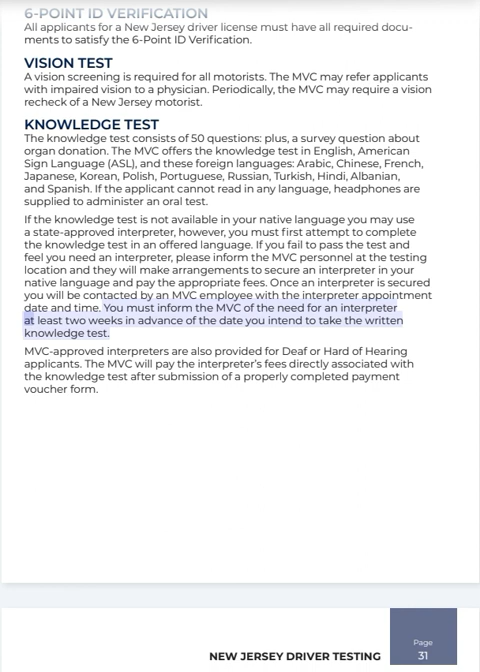 6-POINT ID VERIFICATION
All applicants for a New Jersey driver license must have all required docu-
ments to satisfy the 6-Point ID Verification.
VISION TEST
A vision screening is required for all motorists. The MVC may refer applicants
with impaired vision to a physician. Periodically, the MVC may require a vision
recheck of a New Jersey motorist.
KNOWLEDGE TEST
The knowledge test consists of 50 questions: plus, a survey question about
organ donation. The MVC offers the knowledge test in English, American
Sign Language (ASL), and these foreign languages: Arabic, Chinese, French,
Japanese, Korean, Polish, Portuguese, Russian, Turkish, Hindi, Albanian,
and Spanish. If the applicant cannot read in any language, headphones are
supplied to administer an oral test.
If the knowledge test is not available in your native language you may use
a state-approved interpreter, however, you must first attempt to complete
the knowledge test in an offered language. If you fail to pass the test and
feel you need an interpreter, please inform the MVC personnel at the testing
location and they will make arrangements to secure an interpreter in your
native language and pay the appropriate fees. Once an interpreter is secured
you will be contacted by an MVC employee with the interpreter appointment
date and time. You must inform the MVC of the need for an interpreter
at least two weeks in advance of the date you intend to take the written
knowledge test.
MVC-approved interpreters are also provided for Deaf or Hard of Hearing
applicants. The MVC will pay the interpreter's fees directly associated with
the knowledge test after submission of a properly completed payment
voucher form.
Page
NEW JERSEY DRIVER TESTING 31